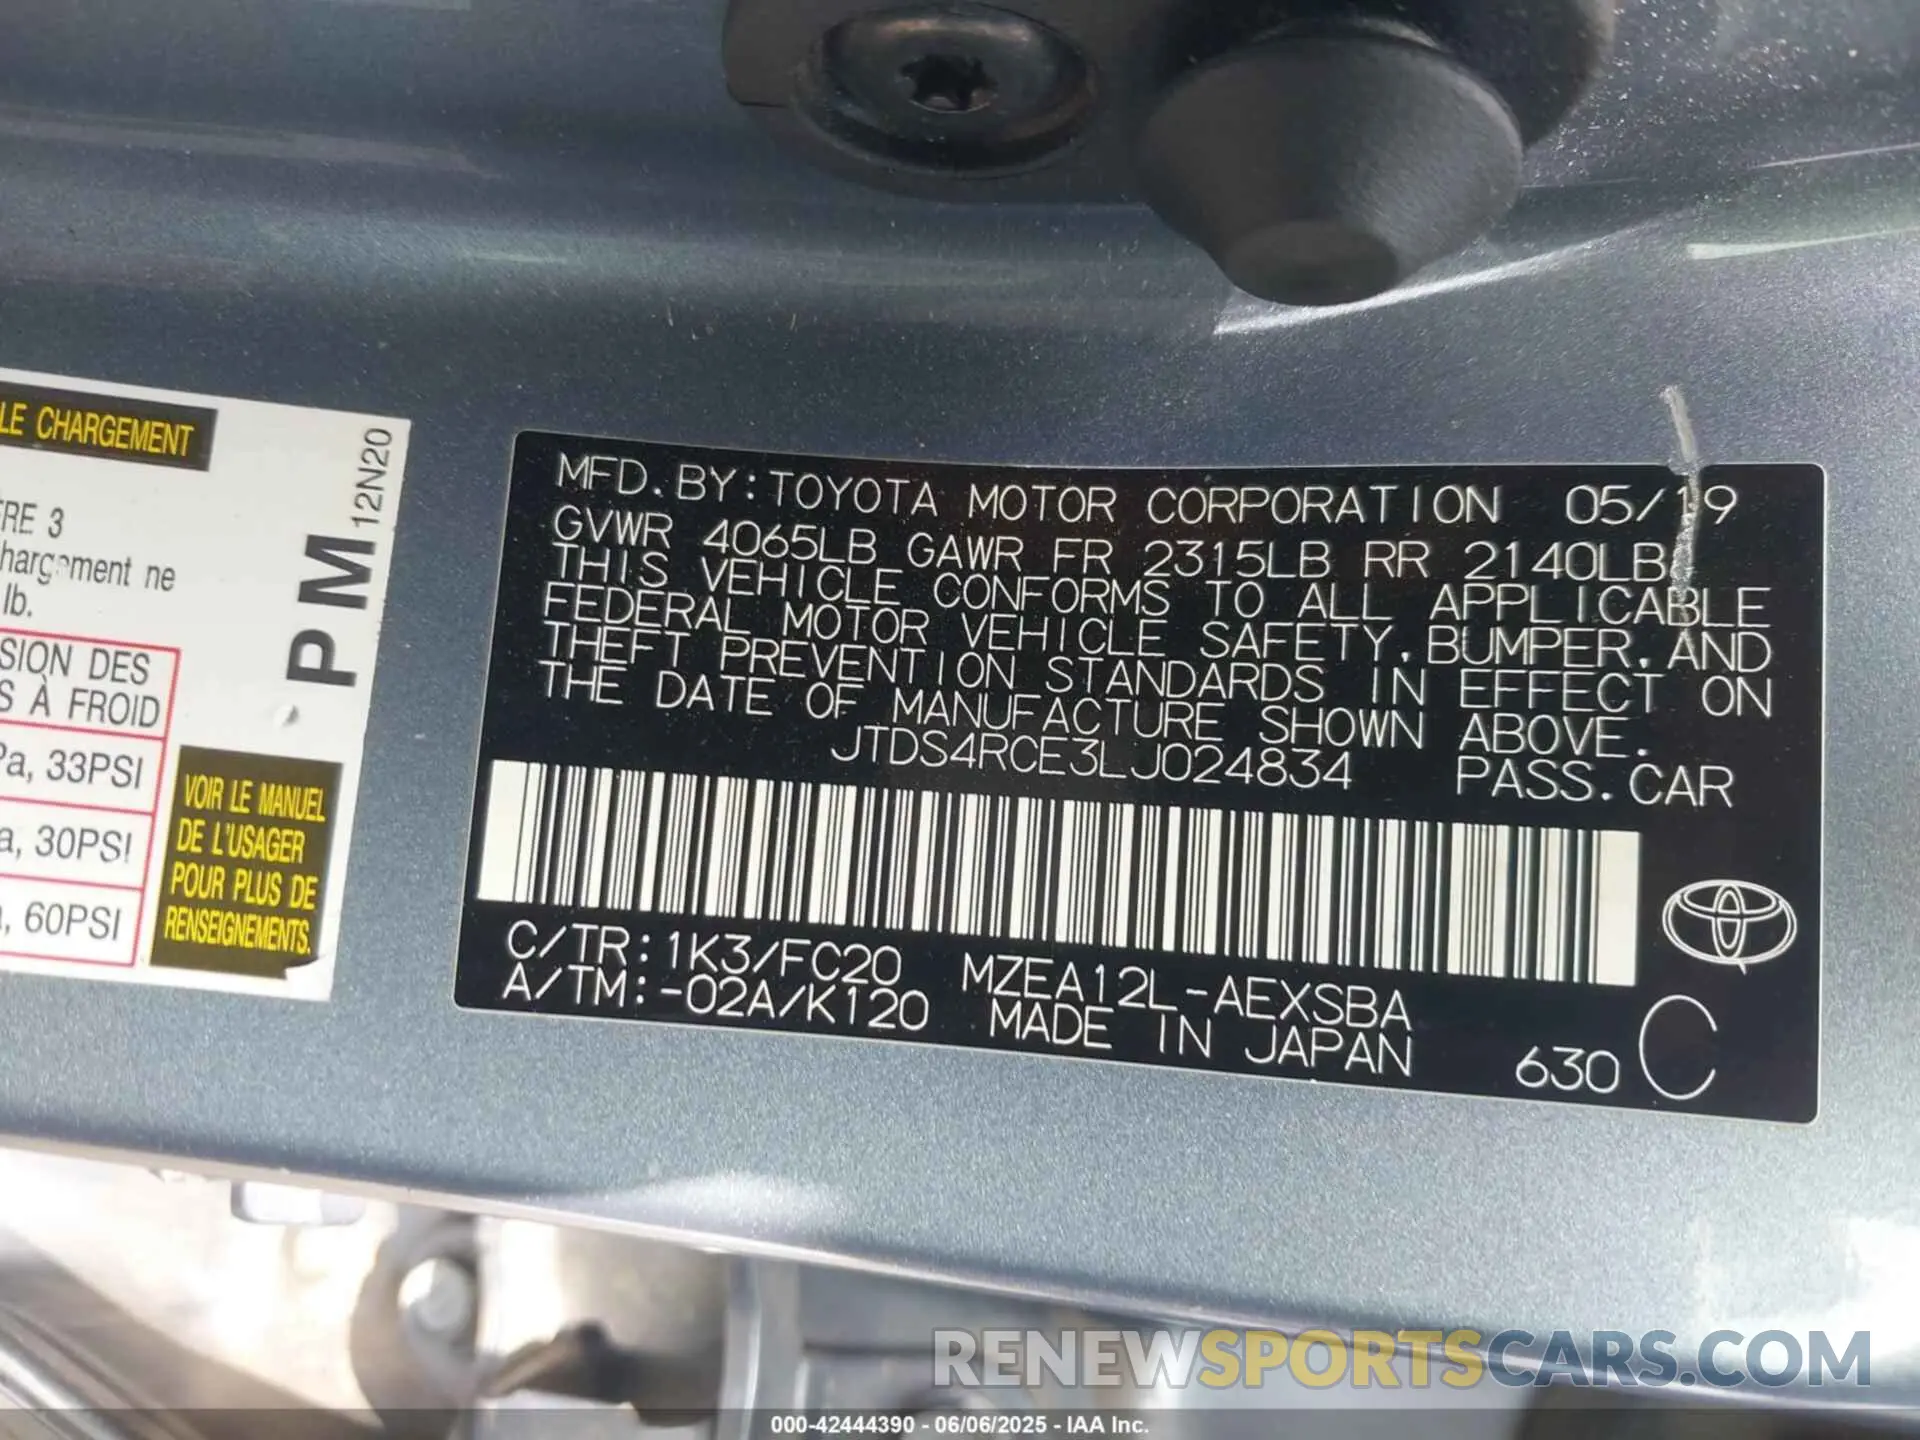 LE CHARGEMENT
RE 3
hargement ne
lb.
SION DES
S À FROID
Pa, 33PSI
a, 30PSI
, 60PSI
PM
12N20
VOIR LE MANUEL
DE L'USAGER
POUR PLUS DE
RENSEIGNEMENTS.
MFD. BY: TOYOTA MOTOR CORPORATION 05/19
GVWR 4065LB GAWR FR 2315LB RR 2140LB
THIS VEHICLE CONFORMS TO ALL APPLICABLE
FEDERAL MOTOR VEHICLE SAFETY, BUMPER, AND
THEFT PREVENTION STANDARDS IN EFFECT ON
THE DATE OF MANUFACTURE SHOWN ABOVE.
JTDS4RCE3LJ024834 PASS. CAR
C/TR: 1K3/FC20 MZEA12L-AEXSBA
A/TM: -02A/K120 MADE IN JAPAN 630 C
RENEWSPORTSCARS.COM
000-42444390 - 06/06/2025 - IAA Inc.